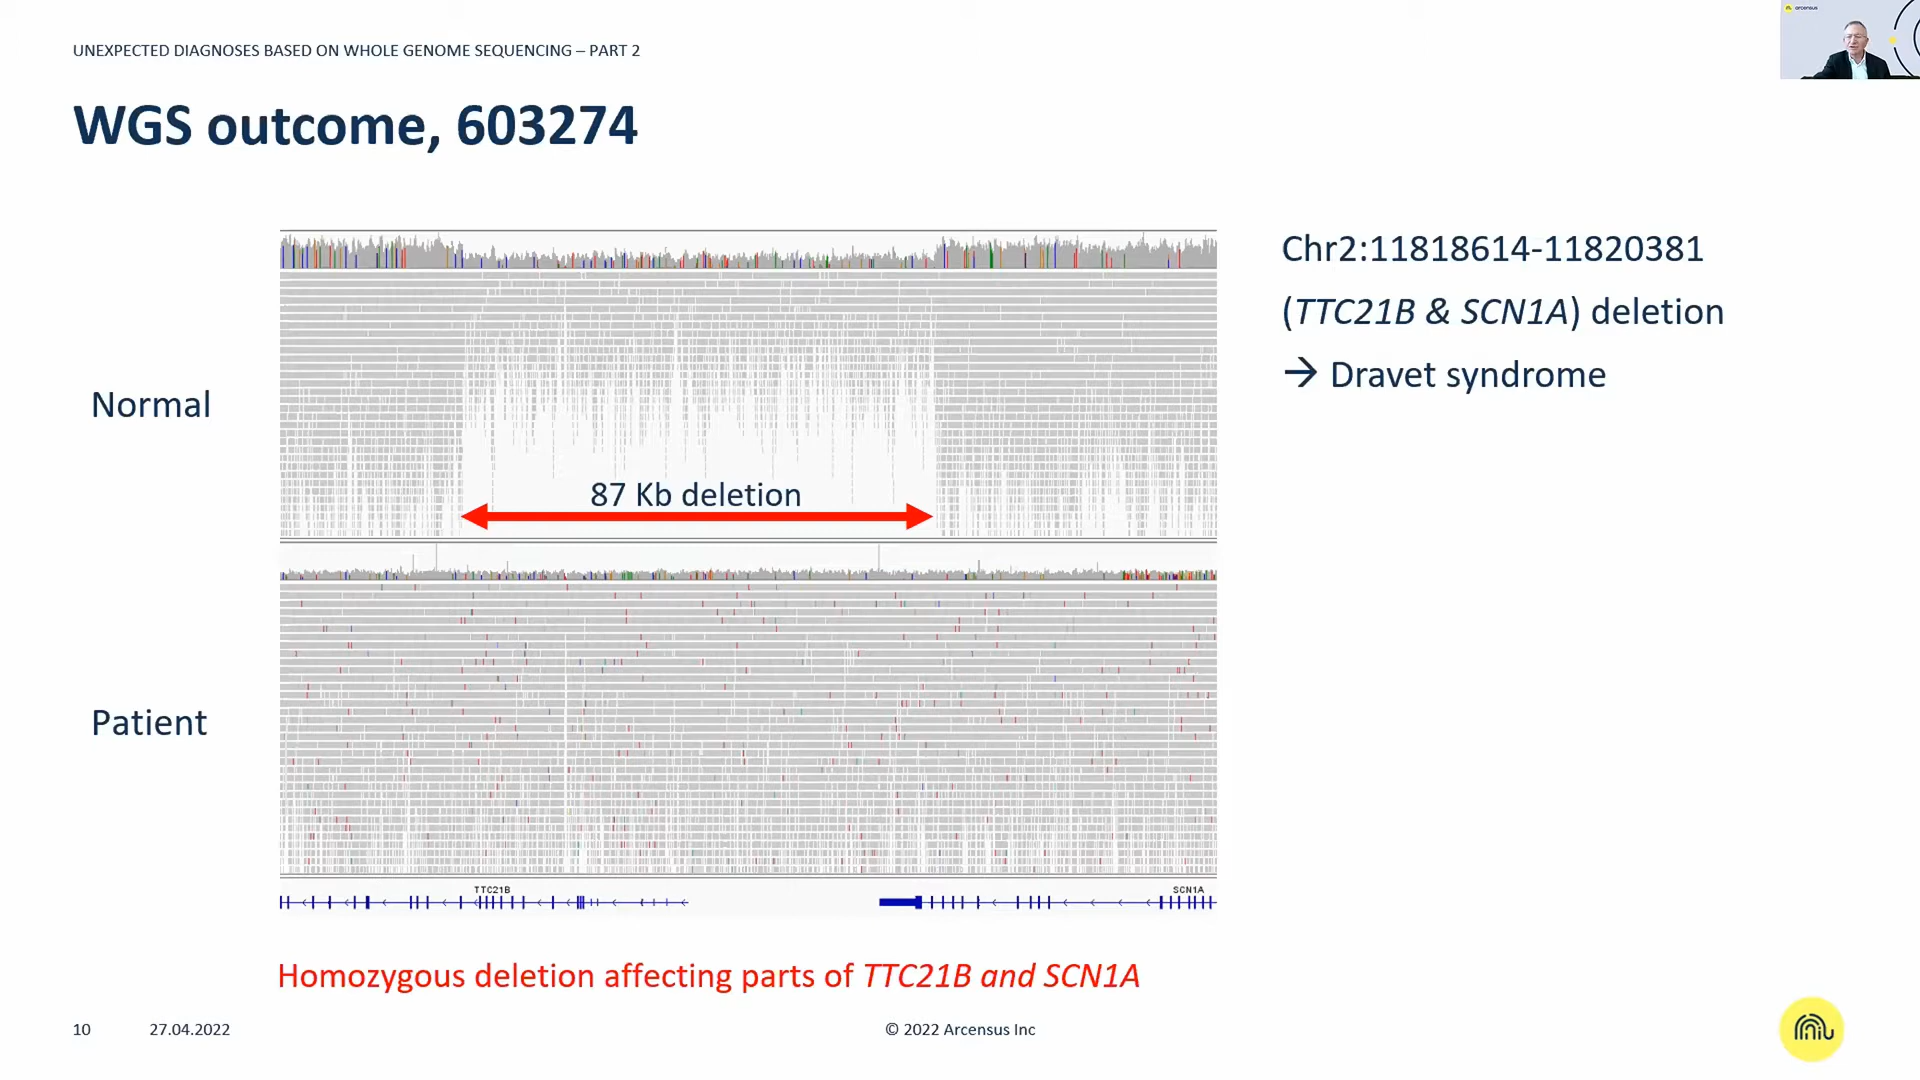 UNEXPECTED DIAGNOSES BASED ON WHOLE GENOME SEQUENCING – PART 2
arcensus
WGS outcome, 603274
Chr2:11818614-11820381
(TTC21B & SCN1A) deletion
→ Dravet syndrome
Normal
87 Kb deletion
Patient
TTC21B
SCN1A
Homozygous deletion affecting parts of TTC21B and SCN1A
10
27.04.2022
© 2022 Arcensus Inc